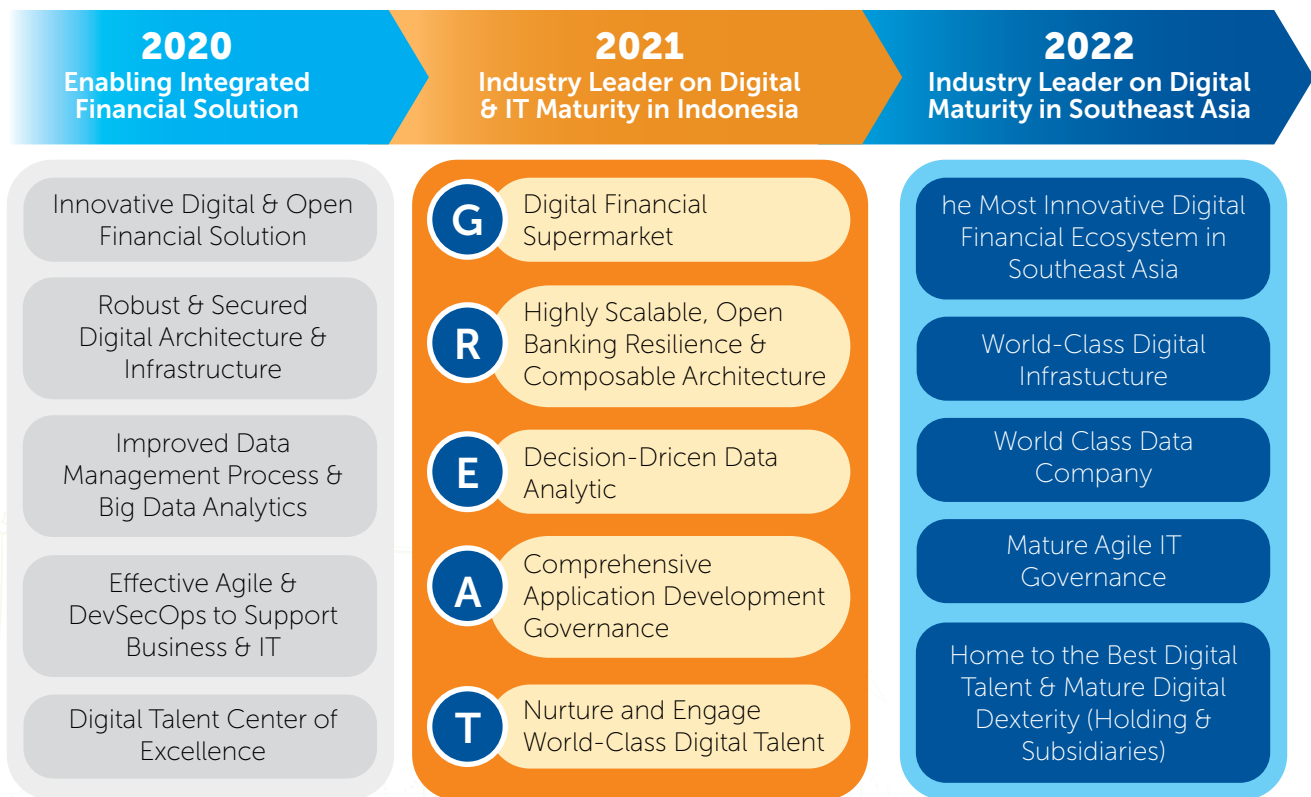 2020
Enabling Integrated
Financial Solution
Innovative Digital & Open
Financial Solution
Robust & Secured
Digital Architecture &
Infrastructure
Improved Data
Management Process &
Big Data Analytics
Effective Agile &
DevSecOps to Support
Business & IT
Digital Talent Center of
Excellence
2021
Industry Leader on Digital
& IT Maturity in Indonesia
G
Digital Financial
Supermarket
R
Highly Scalable, Open
Banking Resilience &
Composable Architecture
E
Decision-Dricen Data
Analytic
A
Comprehensive
Application Development
Governance
T
Nurture and Engage
World-Class Digital Talent
2022
Industry Leader on Digital
Maturity in Southeast Asia
he Most Innovative Digital
Financial Ecosystem in
Southeast Asia
World-Class Digital
Infrastucture
World Class Data
Company
Mature Agile IT
Governance
Home to the Best Digital
Talent & Mature Digital
Dexterity (Holding &
Subsidiaries)